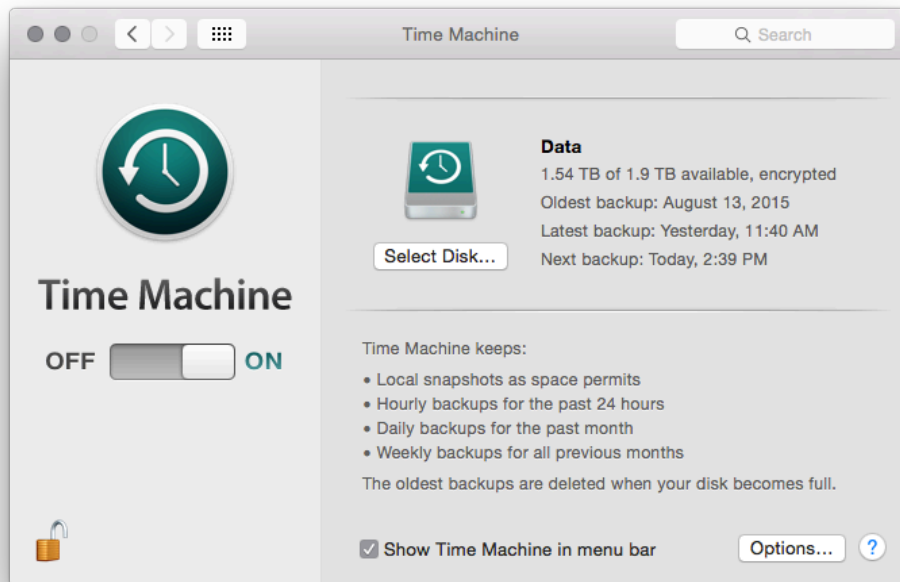 Time Machine
Search
Time Machine
OFF ON
Data
1.54 TB of 1.9 TB available, encrypted
Oldest backup: August 13, 2015
Latest backup: Yesterday, 11:40 AM
Next backup: Today, 2:39 PM
Select Disk...
Time Machine keeps:
• Local snapshots as space permits
• Hourly backups for the past 24 hours
• Daily backups for the past month
• Weekly backups for all previous months
The oldest backups are deleted when your disk becomes full.
Show Time Machine in menu bar
Options...
?